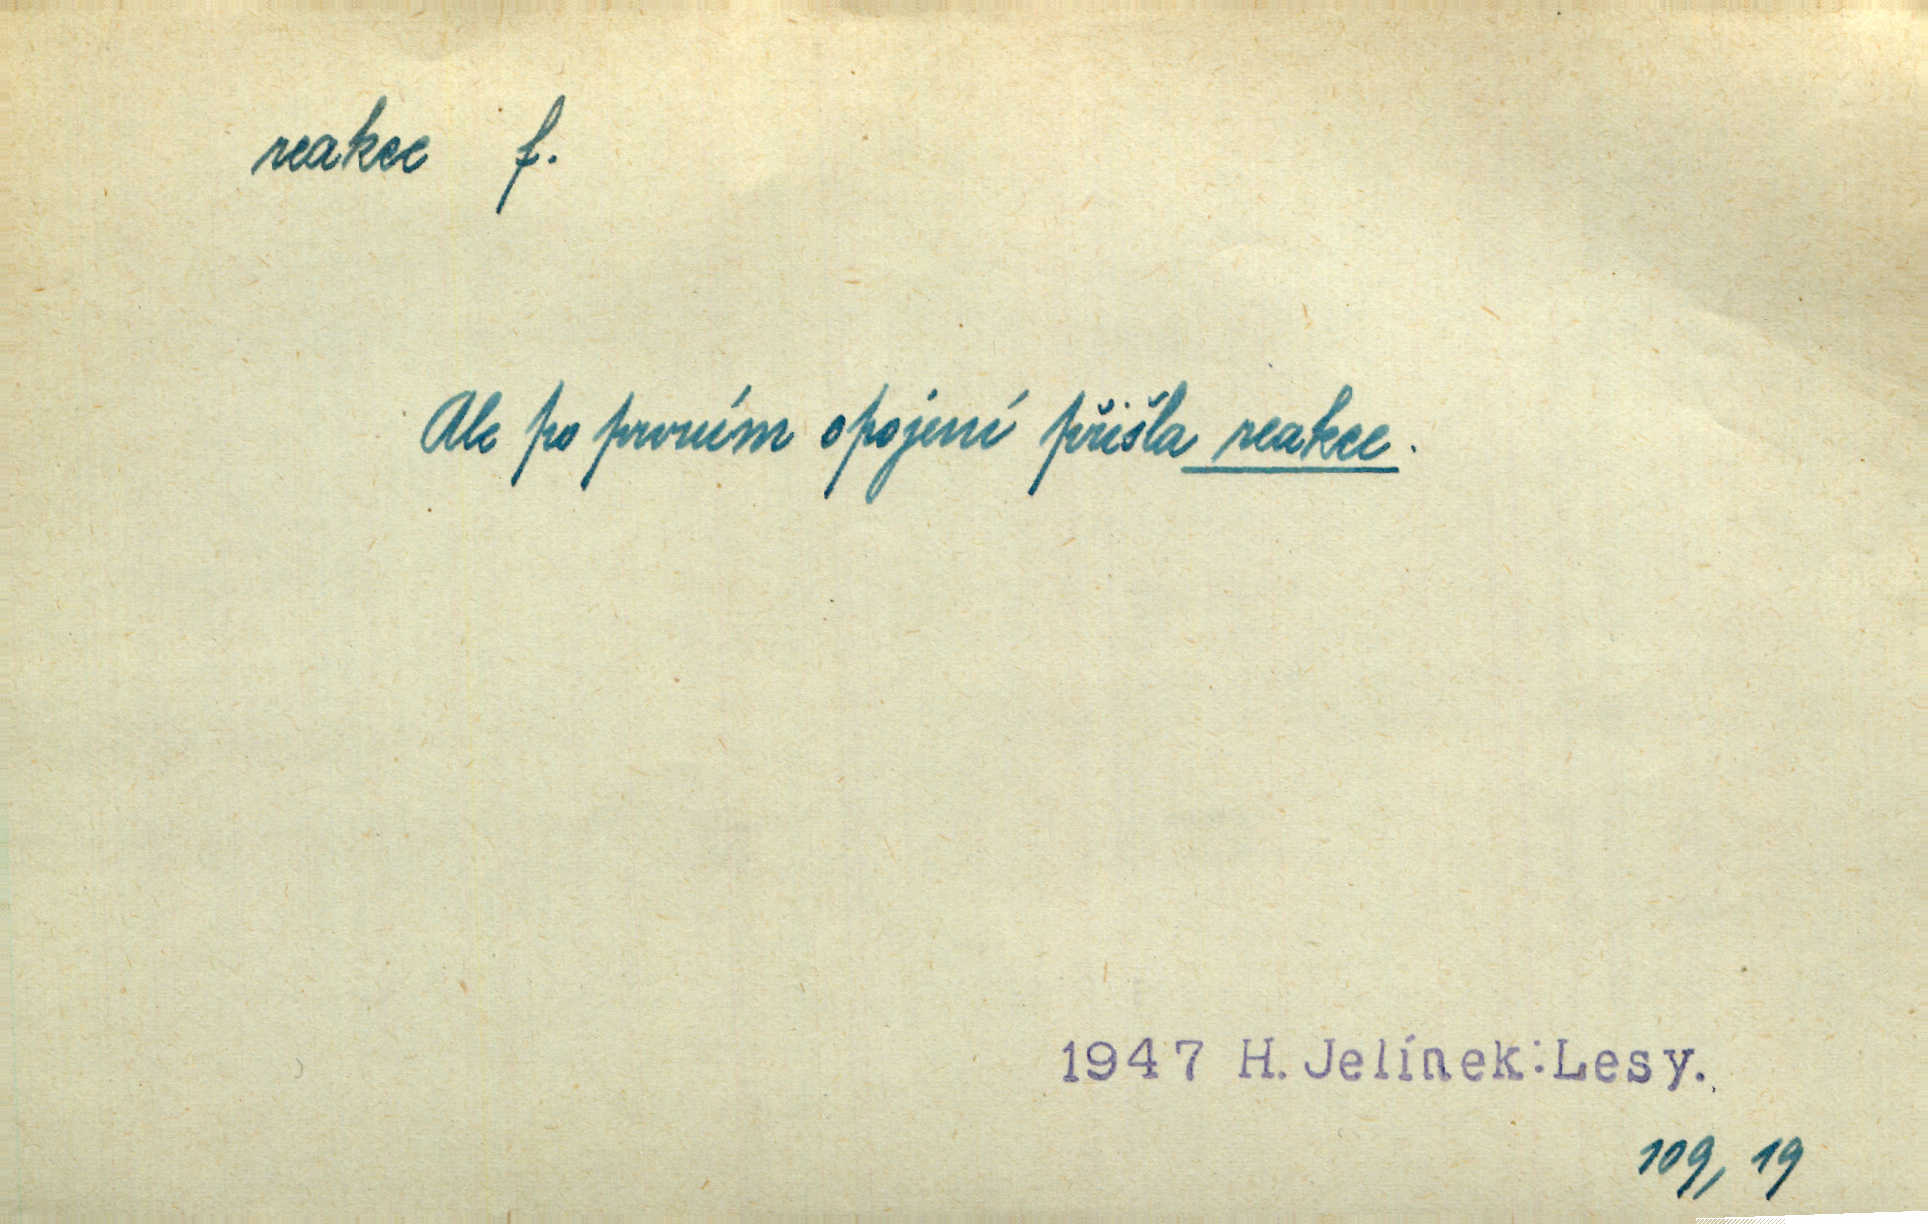 reakce f.
Ale po prvním opojení přišla reakce.
1947 H. Jelínek:Lesy.
109, 19